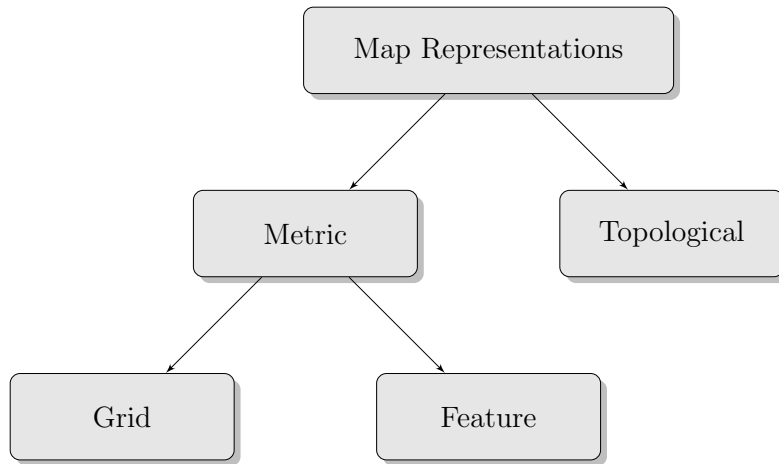 Map Representations
Metric
Topological
Grid
Feature